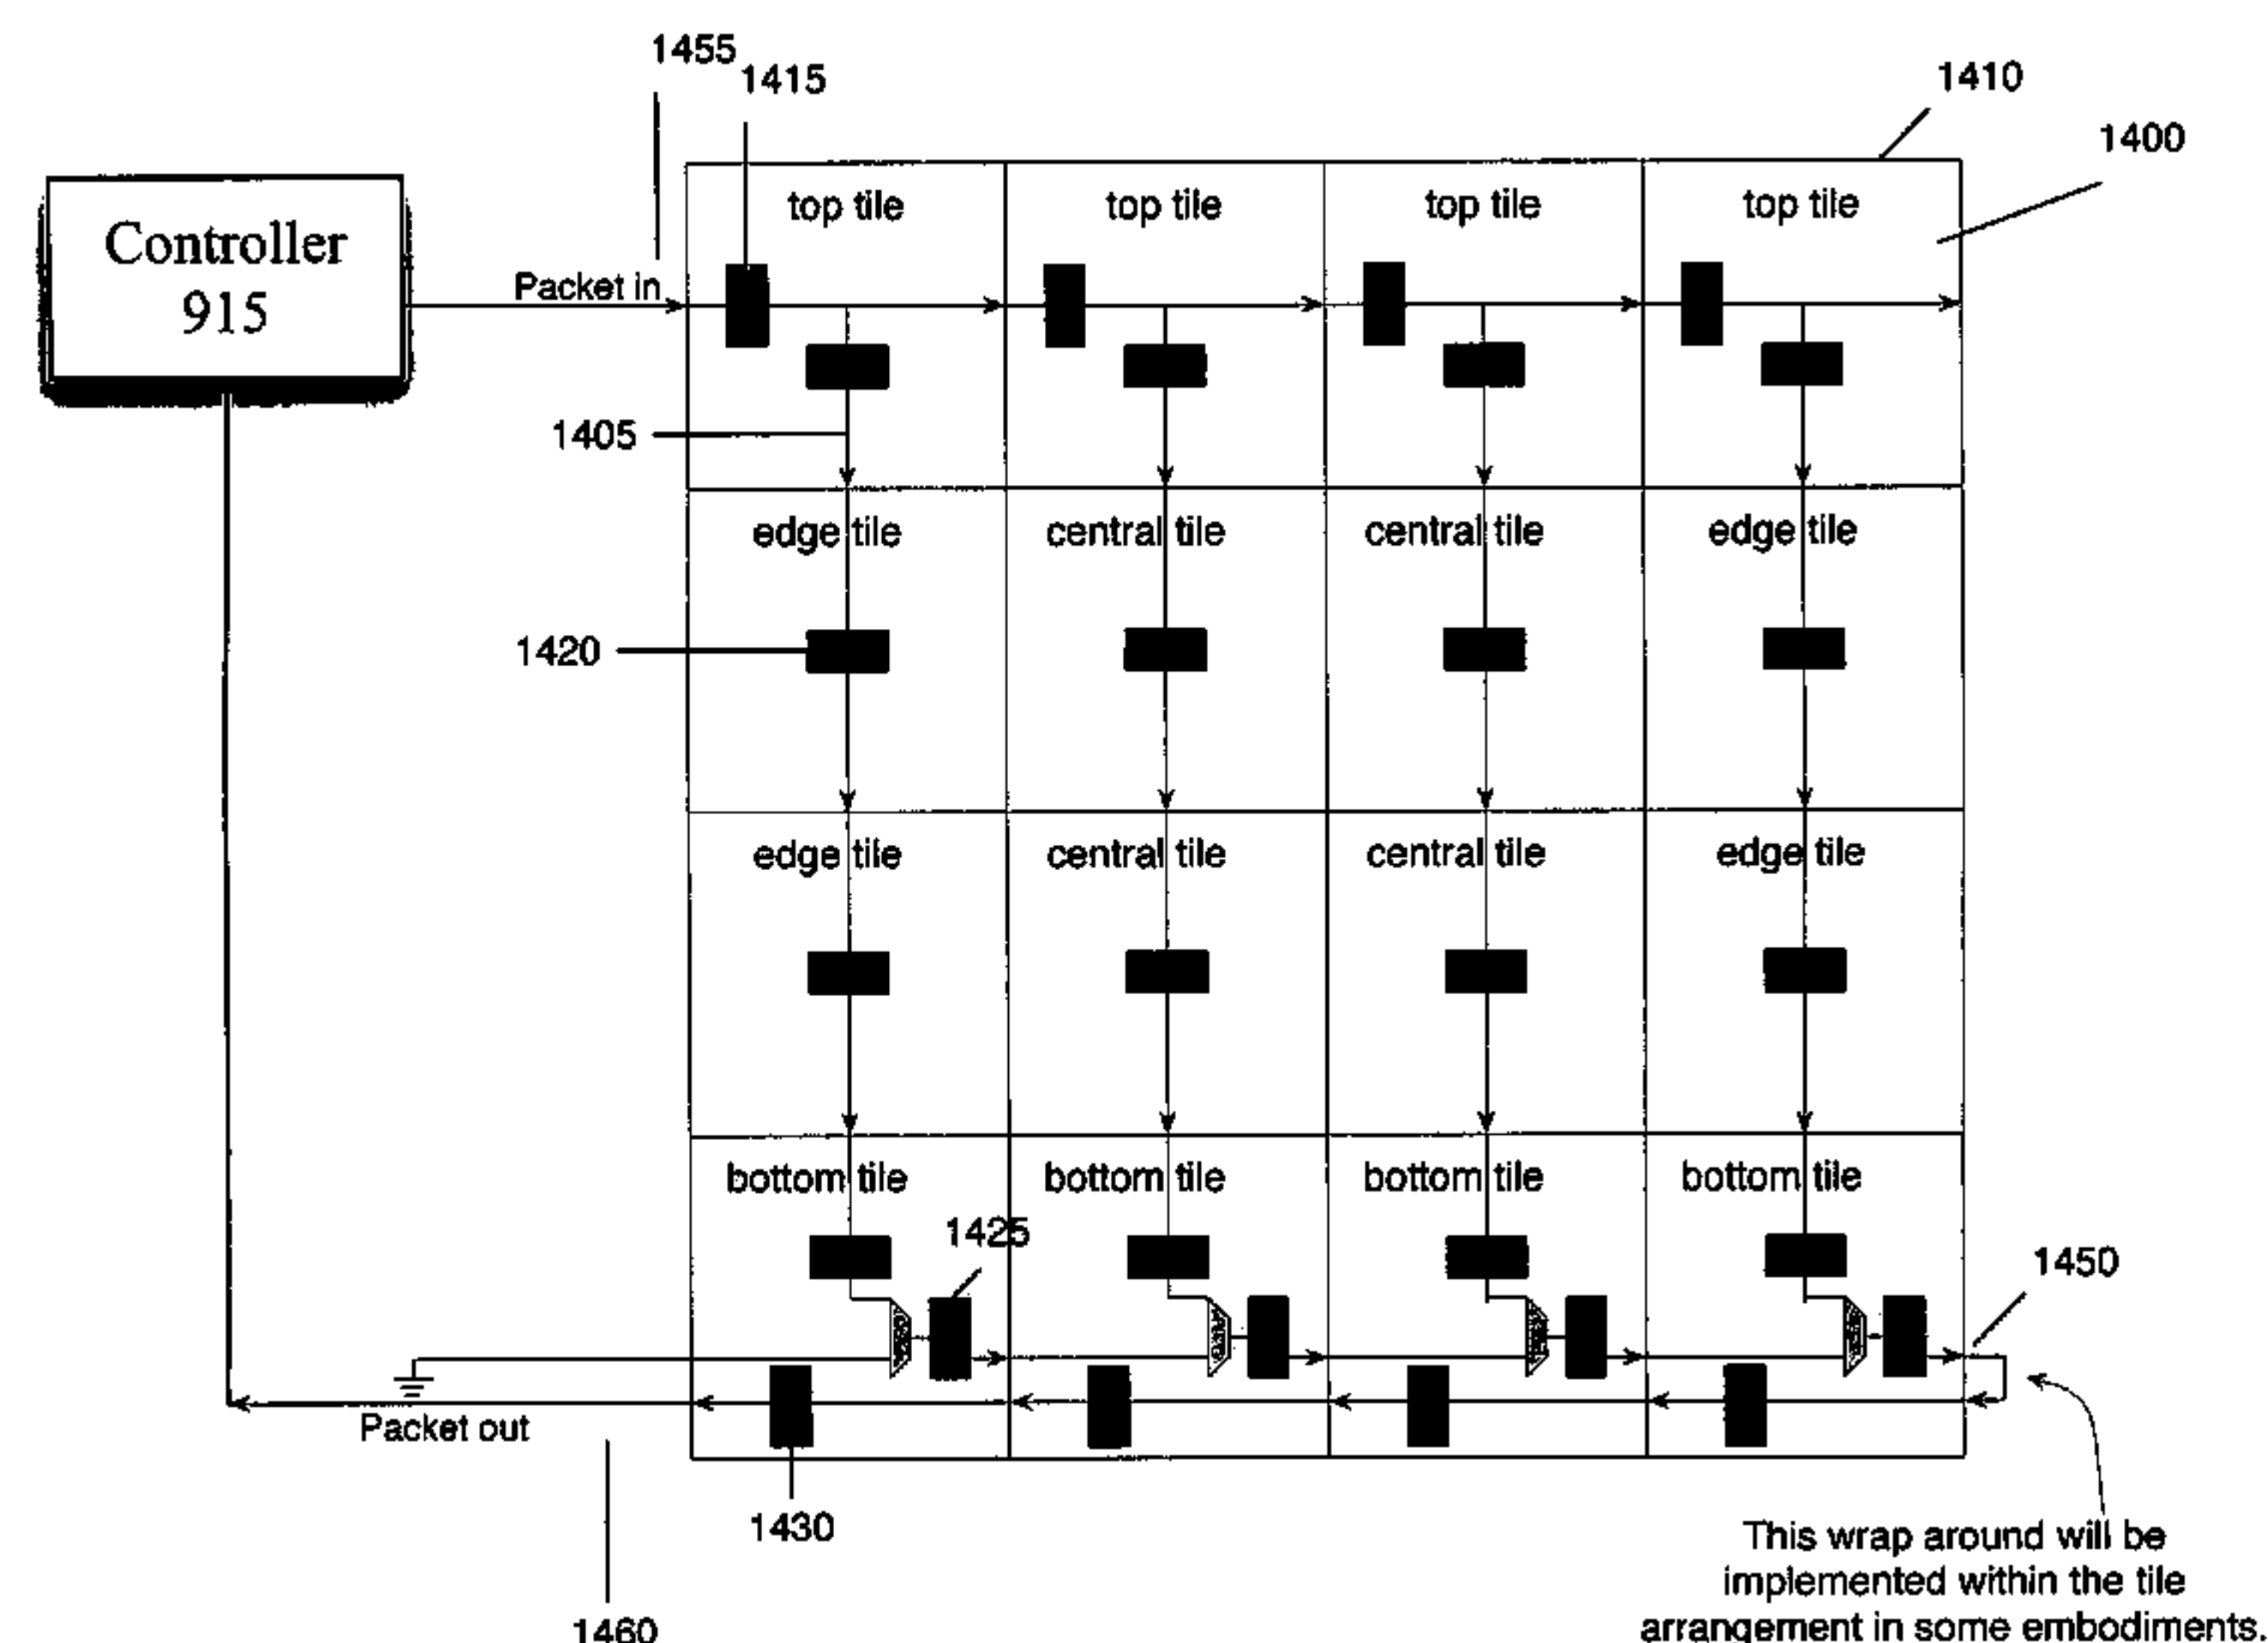 1455
1415
1410
1400
top tile
top tile
top tile
top tile
Controller
915
Packet in
1405
edge tile
central tile
central tile
edge tile
1420
edge tile
central tile
central tile
edge tile
bottom tile
bottom tile
bottom tile
bottom tile
1425
1450
Packet out
1430
This wrap around will be
implemented within the tile
arrangement in some embodiments.
1460